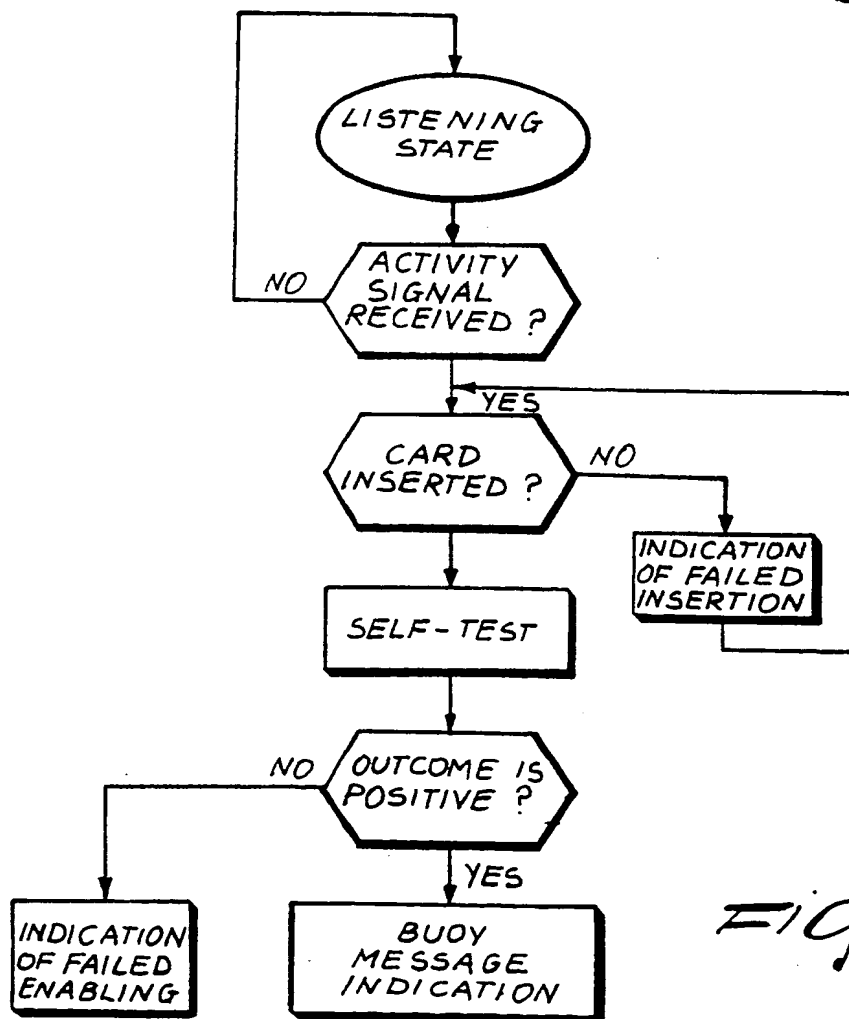 LISTENING
STATE
ACTIVITY
SIGNAL
RECEIVED ?
NO
YES
CARD
INSERTED ?
NO
INDICATION
OF FAILED
INSERTION
SELF-TEST
OUTCOME IS
POSITIVE ?
NO
YES
INDICATION
OF FAILED
ENABLING
BUOY
MESSAGE
INDICATION
FIG